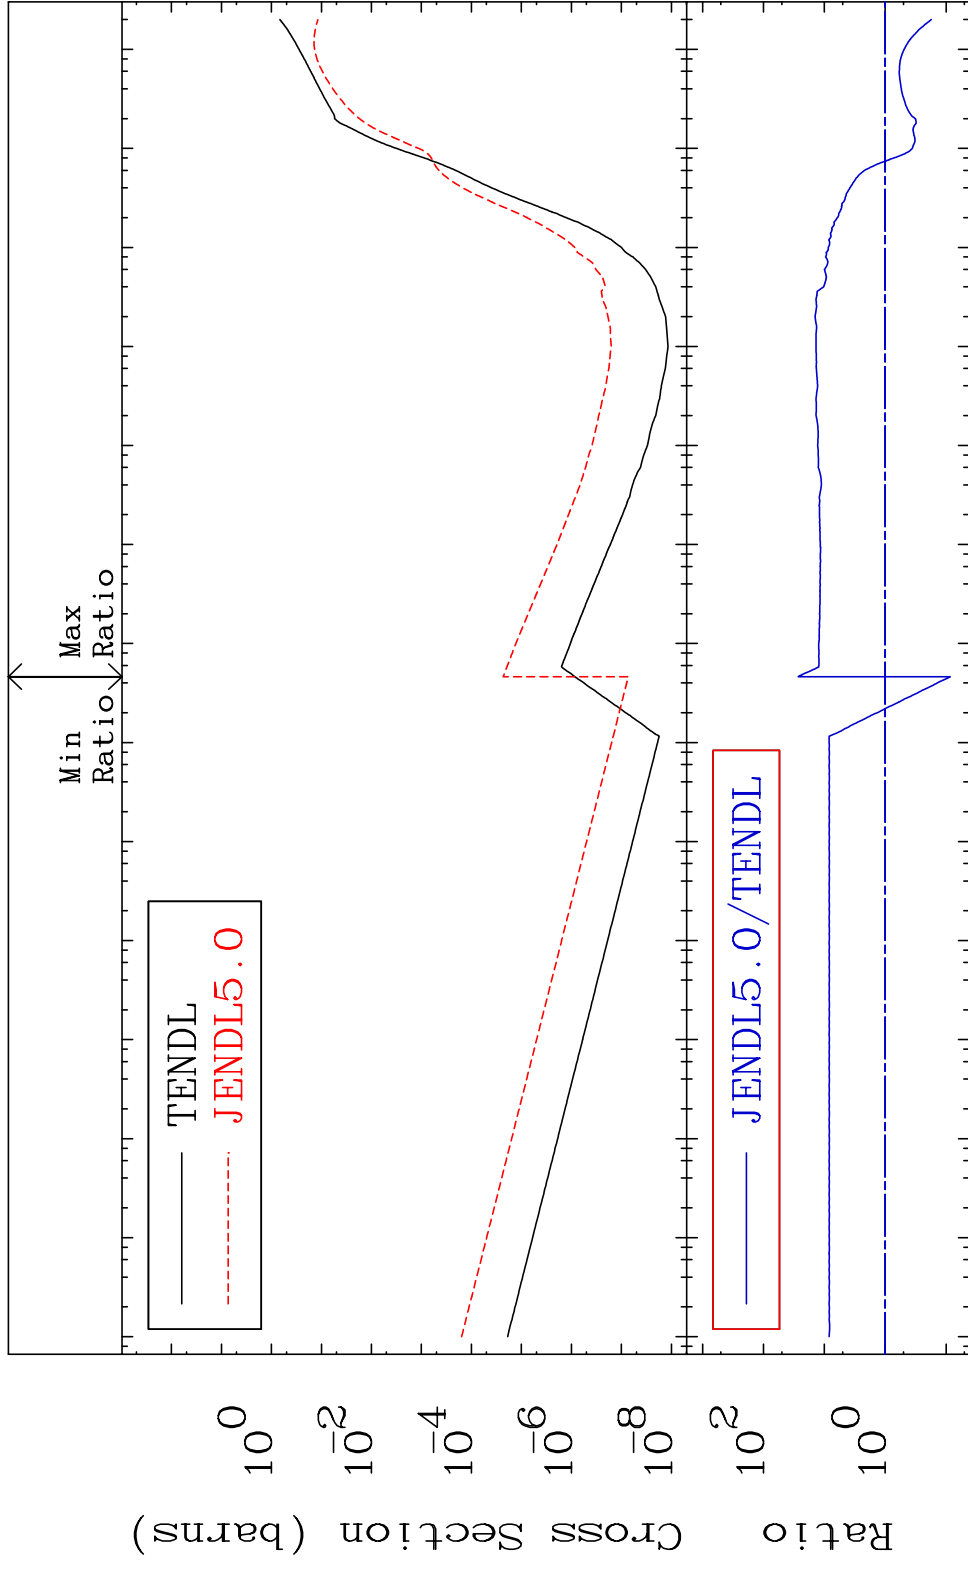 Min
Ratio
Max
Ratio
TENDL
JENDL5.0
JENDL5.0/TENDL
10^0
10^-2
10^-4
10^-6
10^-8
10^2
10^0
Cross Section (barns)
Ratio